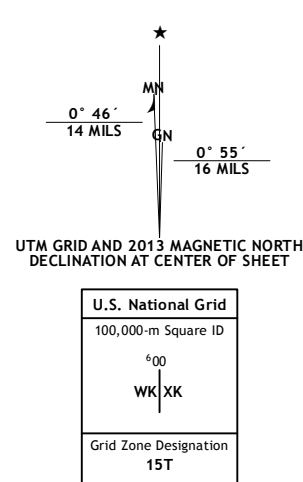 ★
MN
0° 46´
14 MILS
GN
0° 55´
16 MILS
UTM GRID AND 2013 MAGNETIC NORTH
DECLINATION AT CENTER OF SHEET
U.S. National Grid
100,000-m Square ID
⁶00
WK XK
Grid Zone Designation
15T